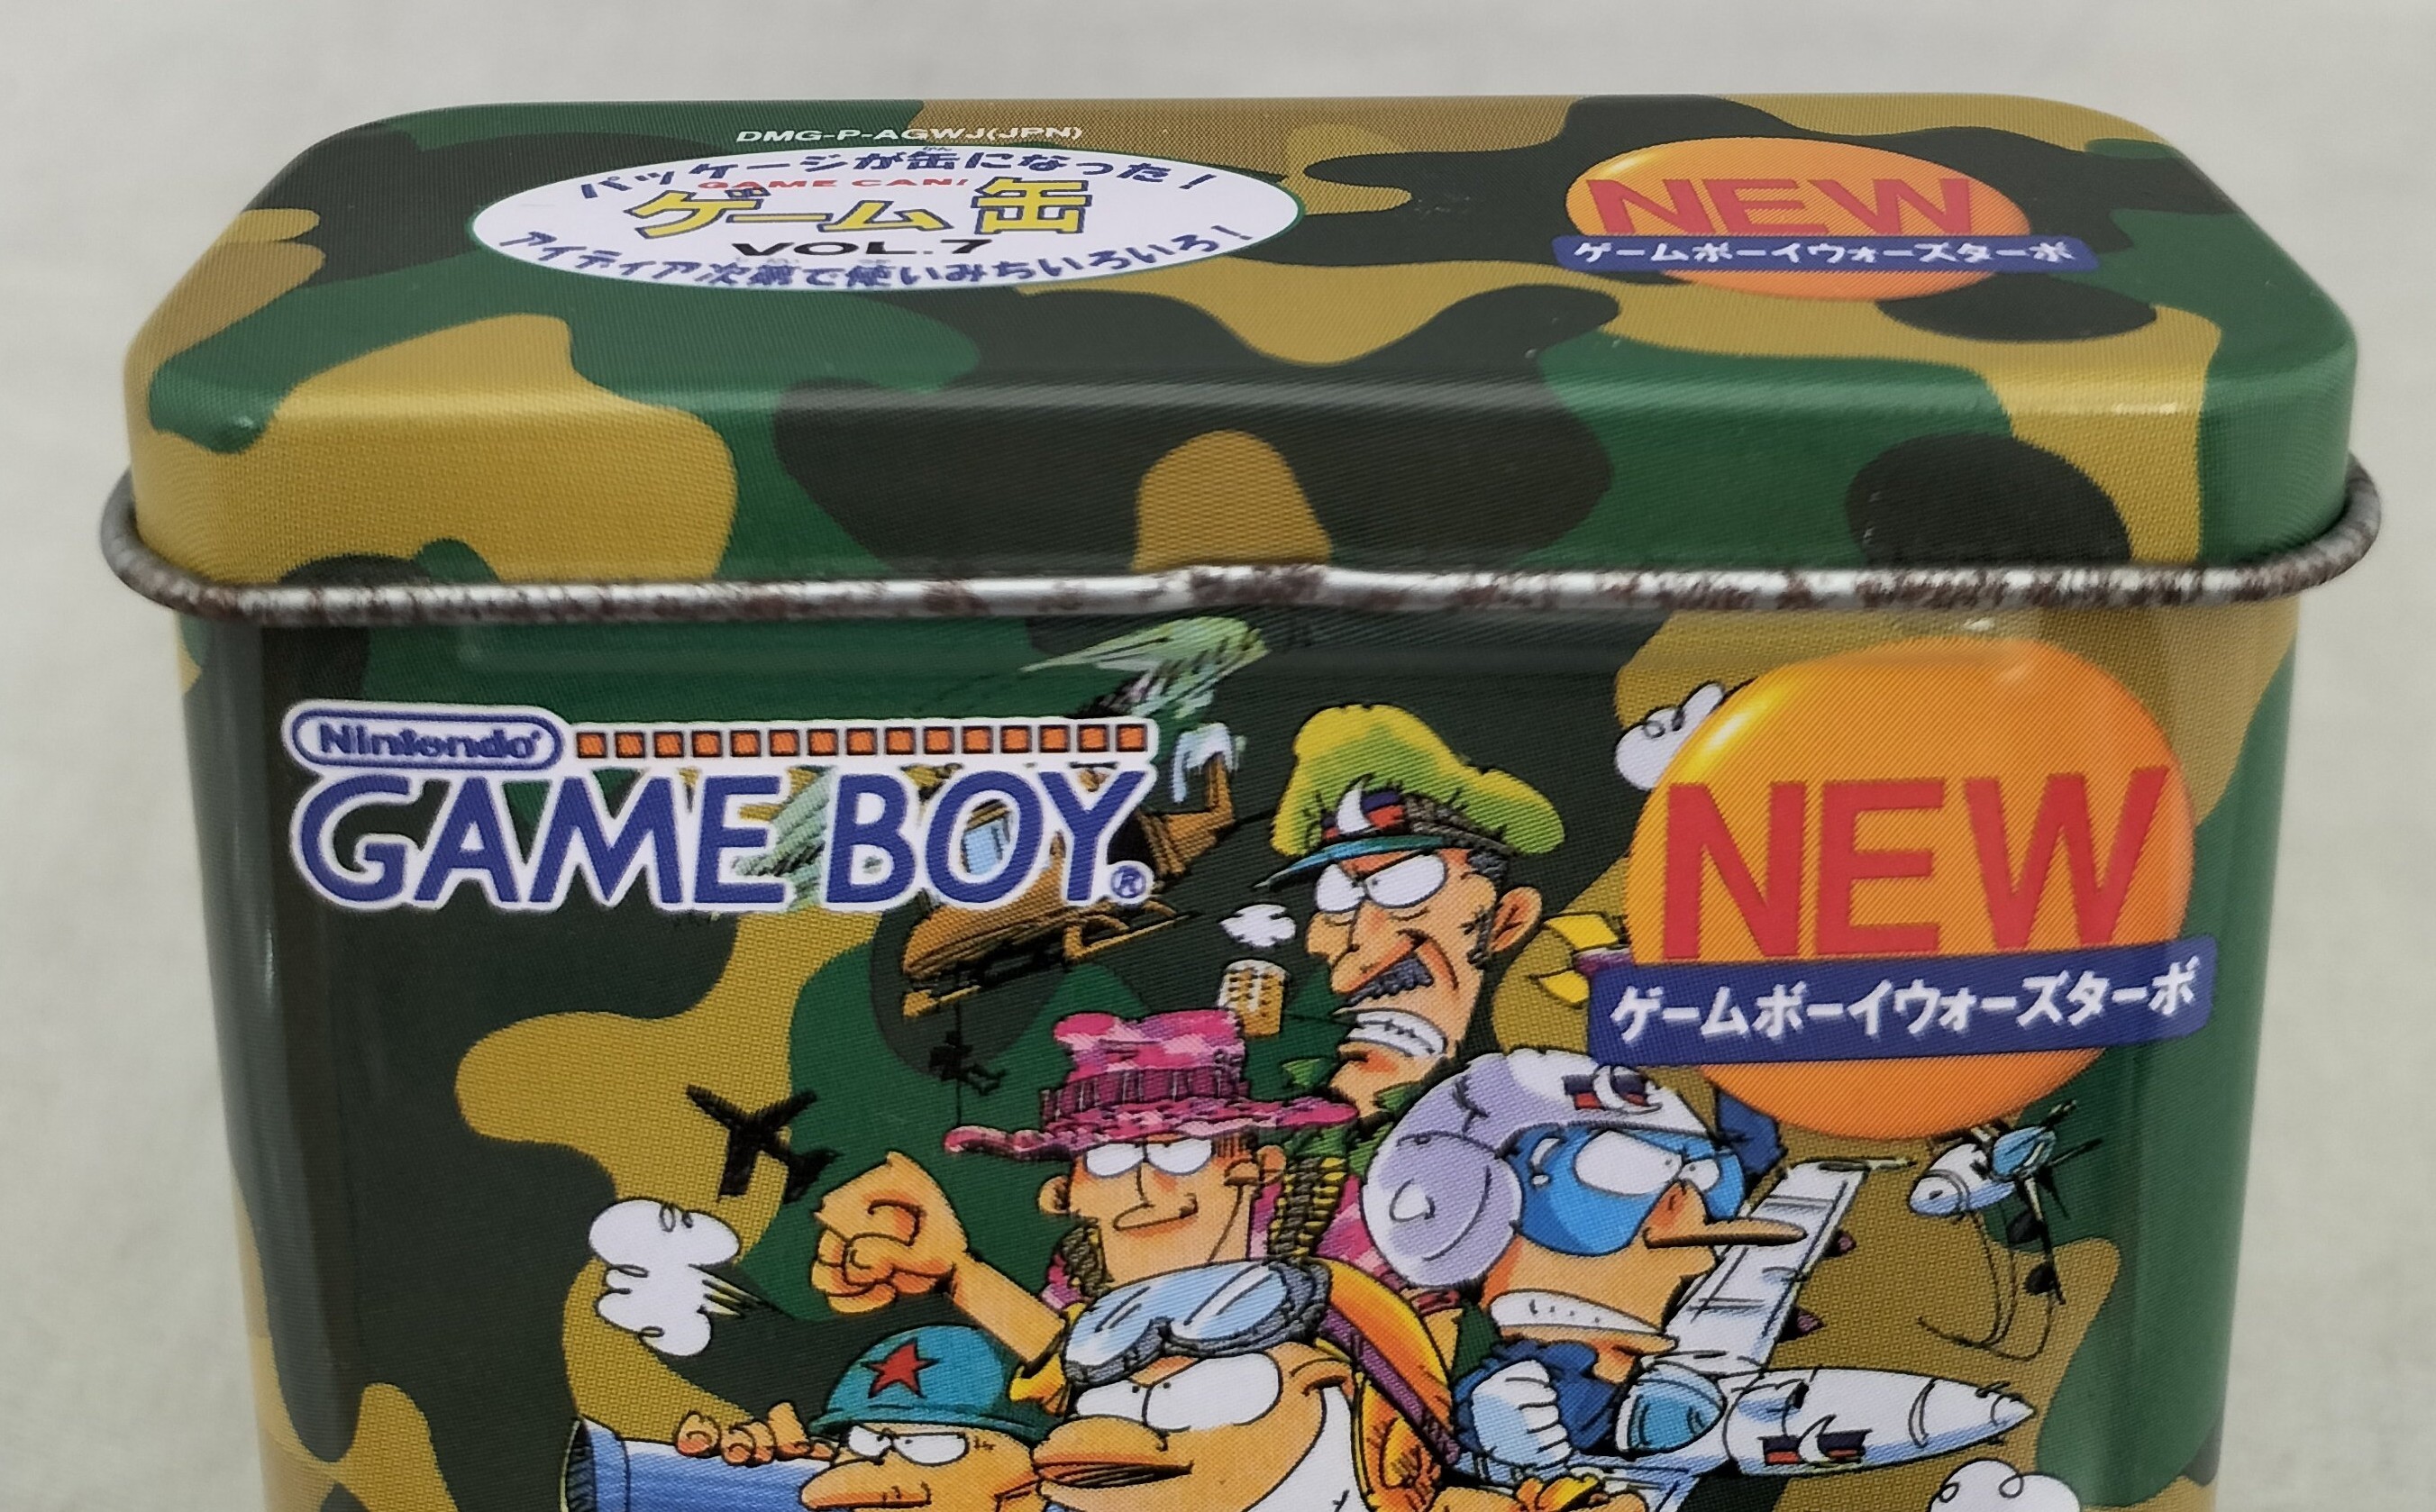 DMG-P-AGWJ(JPN)
パッケージが缶になった!
GAME CAN!
ゲーム缶
VOL.7
アイディア次第で使いみちいろいろ!
NEW
ゲームボーイウォーズターボ
Nintendo
GAME BOY®
NEW
ゲームボーイウォーズターボ